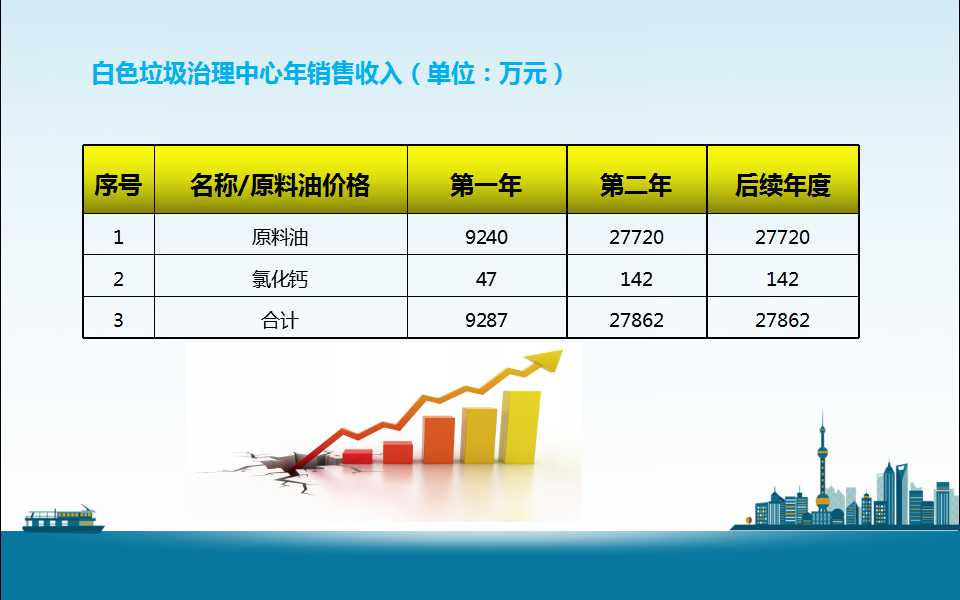 白色垃圾治理中心年销售收入（单位：万元）
序号 名称/原料油价格 第一年 第二年 后续年度
1 原料油 9240 27720 27720
2 氯化钙 47 142 142
3 合计 9287 27862 27862